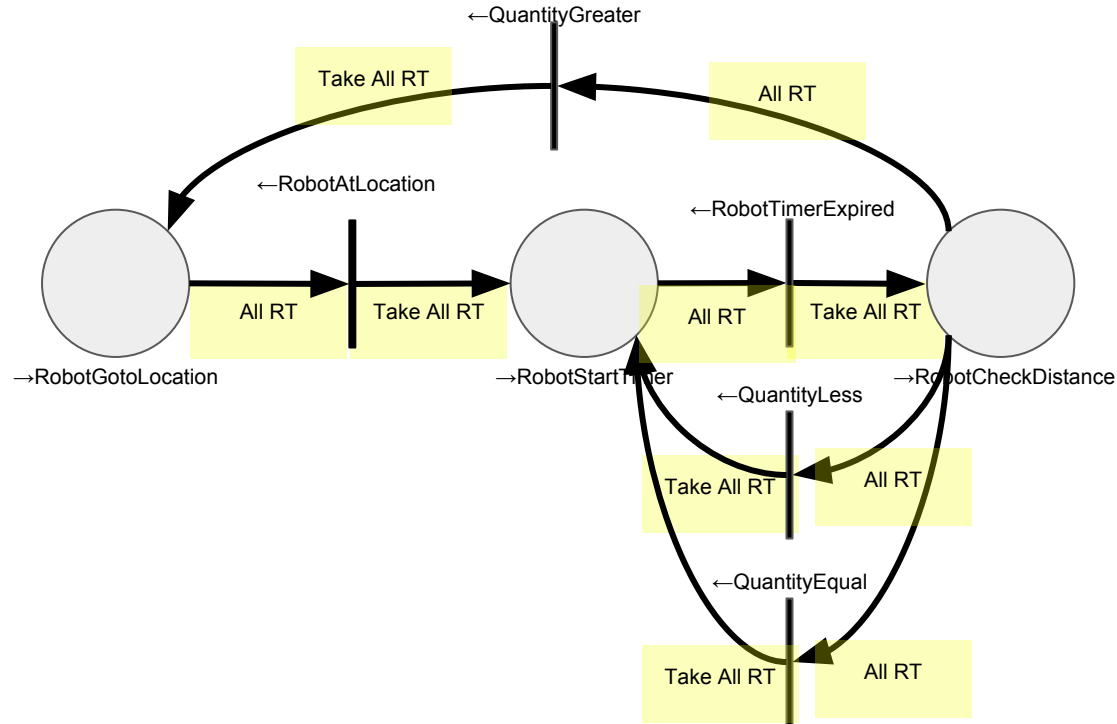 ←QuantityGreater
Take All RT
All RT
←RobotAtLocation
←RobotTimerExpired
All RT
Take All RT
All RT
Take All RT
→RobotGotoLocation
→RobotStartTimer
→RobotCheckDistance
←QuantityLess
Take All RT
All RT
←QuantityEqual
Take All RT
All RT